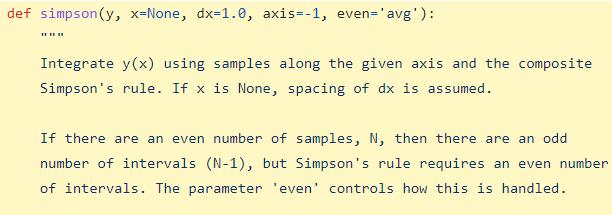 def simpson(y, x=None, dx=1.0, axis=-1, even='avg'):
"""
Integrate y(x) using samples along the given axis and the composite
Simpson's rule. If x is None, spacing of dx is assumed.
If there are an even number of samples, N, then there are an odd
number of intervals (N-1), but Simpson's rule requires an even number
of intervals. The parameter 'even' controls how this is handled.